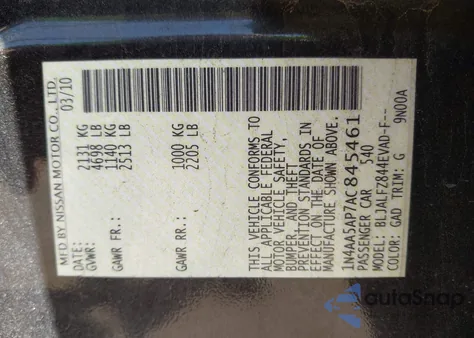 MFD BY NISSAN MOTOR CO., LTD.
DATE: 03/10
GVWR: 2131 KG
4698 LB
GAWR FR.: 1140 KG
2513 LB
GAWR RR: 1000 KG
2205 LB
THIS VEHICLE CONFORMS TO
ALL APPLICABLE FEDERAL
MOTOR VEHICLE SAFETY,
BUMPER, AND THEFT
PREVENTION STANDARDS IN
EFFECT ON THE DATE OF
MANUFACTURE SHOWN ABOVE.
1N4AA5AP7AC845461
PASSENGER CAR 540
MODEL: BLJALFZ844EVAD-F--
COLOR: GAD TRIM: G 9N00A
AutoSnap